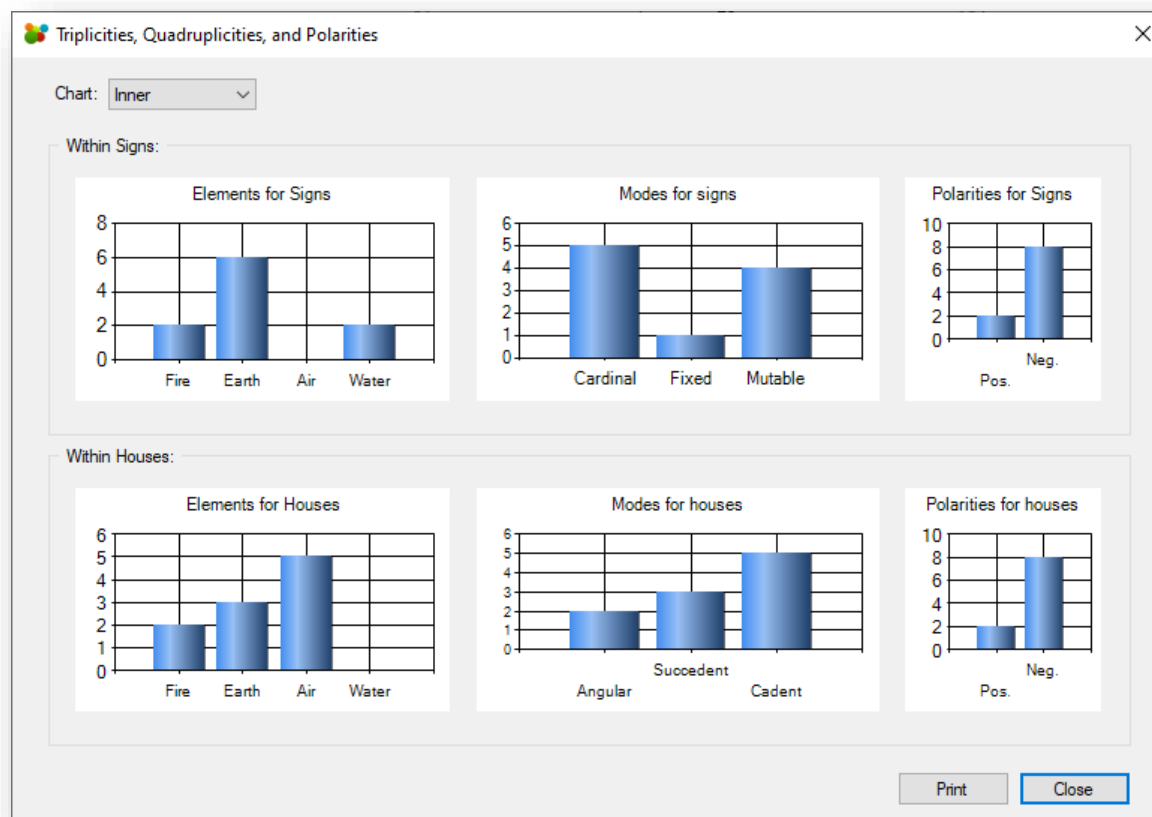 Triplicities, Quadruplicities, and Polarities
Chart: Inner
Within Signs:
Elements for Signs
8
6
4
2
0
Fire Earth Air Water
Modes for signs
6
5
4
3
2
1
0
Cardinal Fixed Mutable
Polarities for Signs
10
8
6
4
2
0
Neg.
Pos.
Within Houses:
Elements for Houses
6
5
4
3
2
1
0
Fire Earth Air Water
Modes for houses
6
5
4
3
2
1
0
Succedent
Angular Cadent
Polarities for houses
10
8
6
4
2
0
Neg.
Pos.
Print Close